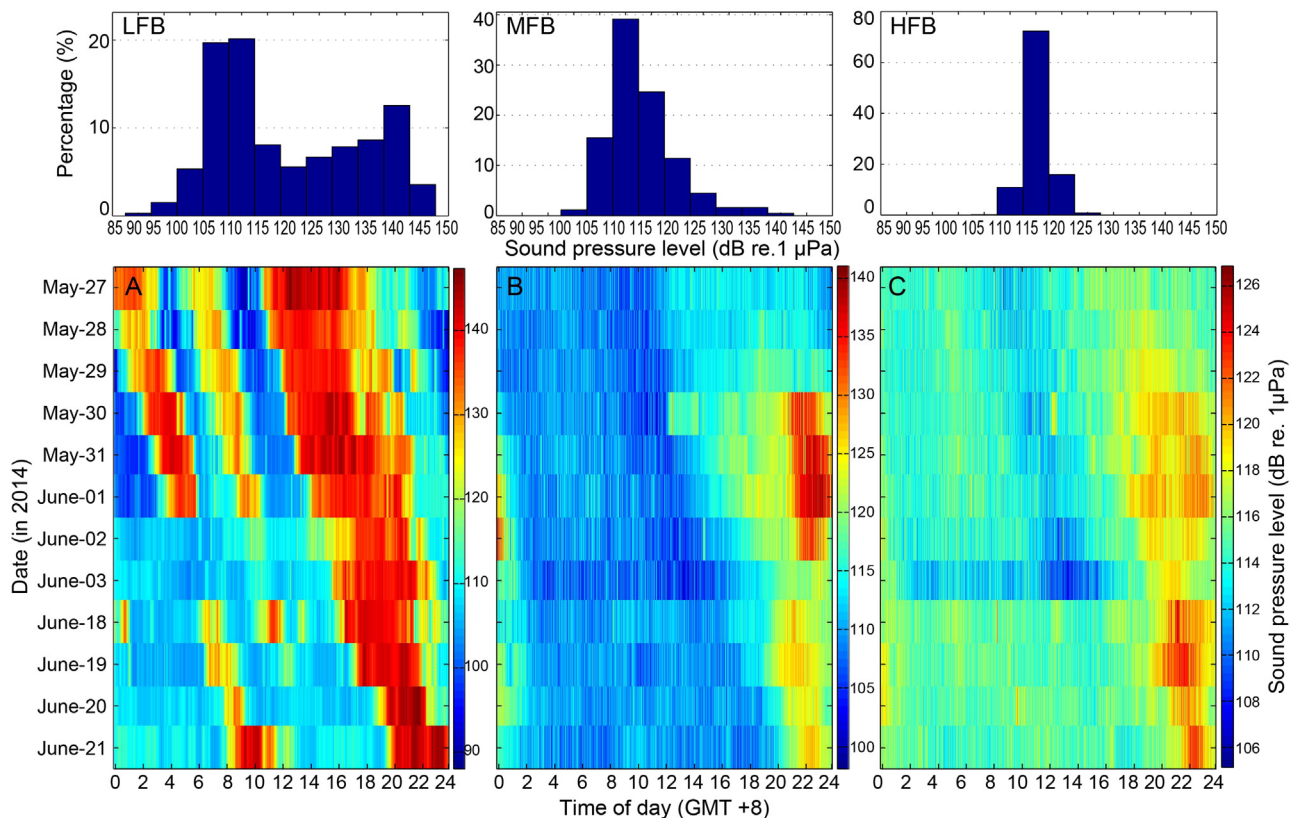 LFB
MFB
HFB
Percentage (%)
20
10
0
40
30
20
10
0
80
60
40
20
0
85 90 95 100 105 110 115 120 125 130 135 140 145 150
85 90 95 100 105 110 115 120 125 130 135 140 145 150
85 90 95 100 105 110 115 120 125 130 135 140 145 150
Sound pressure level (dB re.1 µPa)
A
B
C
Date (in 2014)
May-27
May-28
May-29
May-30
May-31
June-01
June-02
June-03
June-18
June-19
June-20
June-21
140
130
120
110
100
90
140
135
130
125
120
115
110
105
100
126
124
122
120
118
116
114
112
110
108
106
Sound pressure level (dB re. 1µPa)
0 2 4 6 8 10 12 14 16 18 20 22 24
0 2 4 6 8 10 12 14 16 18 20 22 24
0 2 4 6 8 10 12 14 16 18 20 22 24
Time of day (GMT +8)